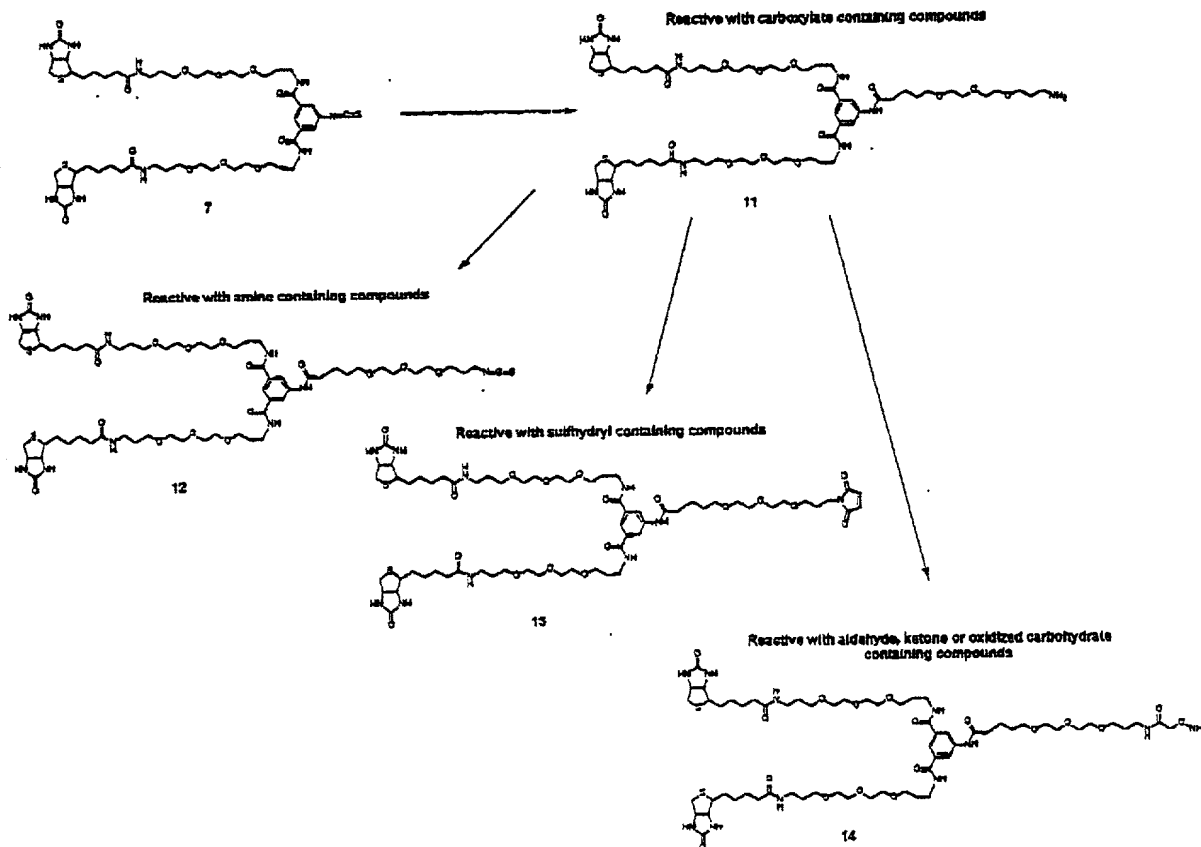 Reactive with carboxylate containing compounds
7
11
Reactive with amine containing compounds
12
Reactive with sulfhydryl containing compounds
13
Reactive with aldehyde, ketone or oxidized carbohydrate
containing compounds
14